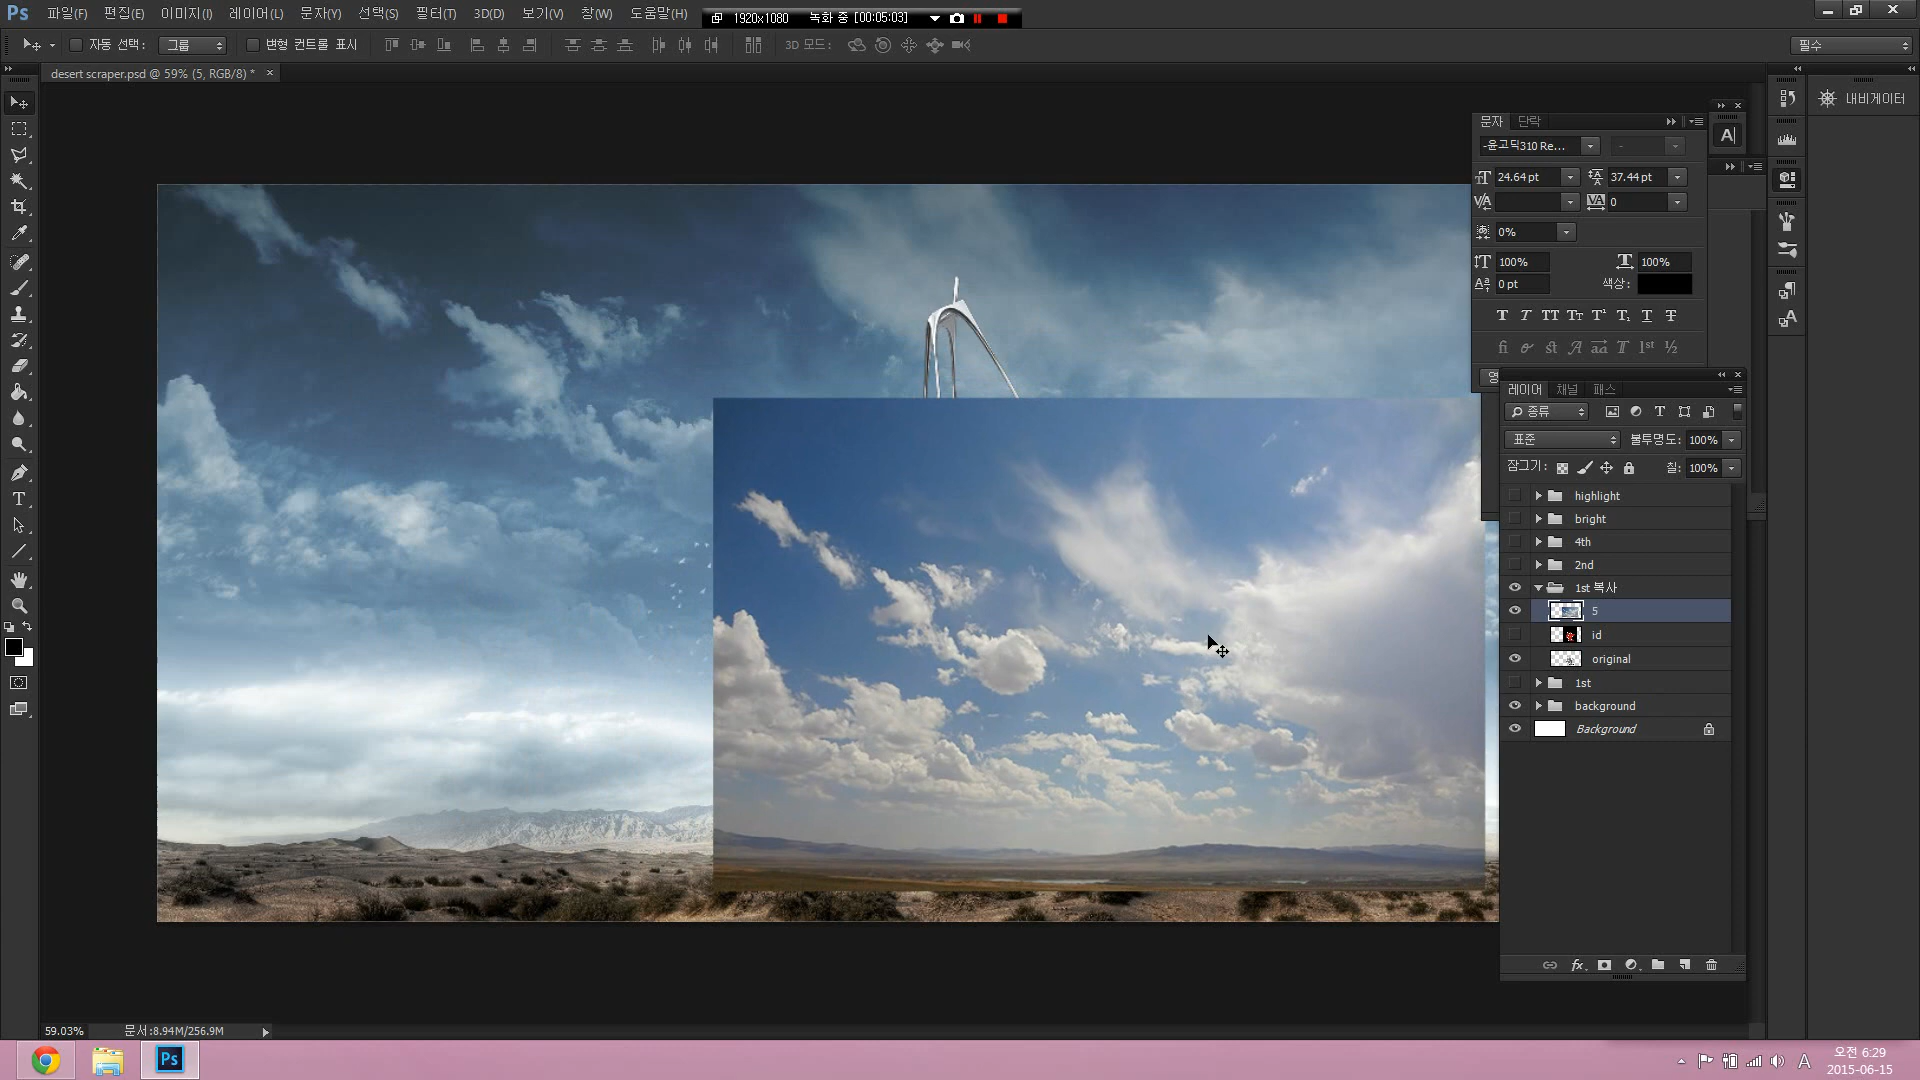 Ps 파일(F) 편집(E) 이미지(I) 레이어(L) 문자(Y) 선택(S) 필터(T) 3D(D) 보기(V) 창(W) 도움말(H)
1920x1080 녹화 중 [00:05:03]
자동 선택: 그룹 변형 컨트롤 표시 3D 모드: 필수
desert scraper.psd @ 59% (5, RGB/8) * ×
내비게이터
문자 단락
-윤고딕310 Re... -
24.64 pt 37.44 pt
0
0%
100% 100%
0 pt 색상:
레이어 채널 패스
종류
표준 불투명도: 100%
잠그기: 칠: 100%
highlight
bright
4th
2nd
1st 복사
5
id
original
1st
background
Background
59.03% 문서:8.94M/256.9M
Ps
A 오전 6:29
2015-06-15